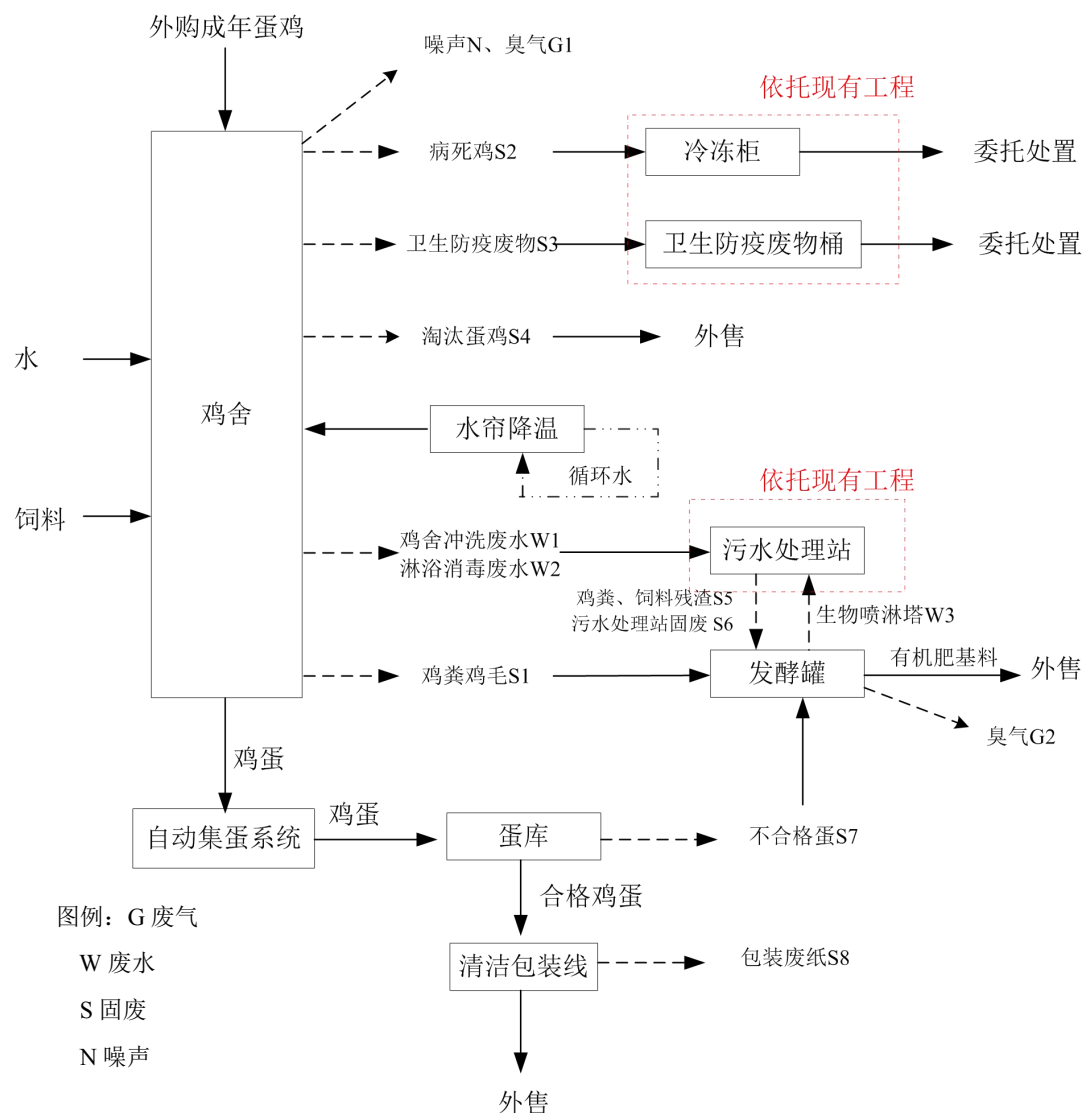 外购成年蛋鸡
噪声N、臭气G1
依托现有工程
病死鸡S2
冷冻柜
委托处置
卫生防疫废物S3
卫生防疫废物桶
委托处置
淘汰蛋鸡S4
外售
水
鸡舍
水帘降温
循环水
依托现有工程
饲料
鸡舍冲洗废水W1
淋浴消毒废水W2
污水处理站
鸡粪、饲料残渣S5
污水处理站固废 S6
生物喷淋塔W3
鸡粪鸡毛S1
发酵罐
有机肥基料
外售
臭气G2
鸡蛋
自动集蛋系统
鸡蛋
蛋库
不合格蛋S7
合格鸡蛋
图例：G 废气
W 废水
S 固废
N 噪声
清洁包装线
包装废纸S8
外售